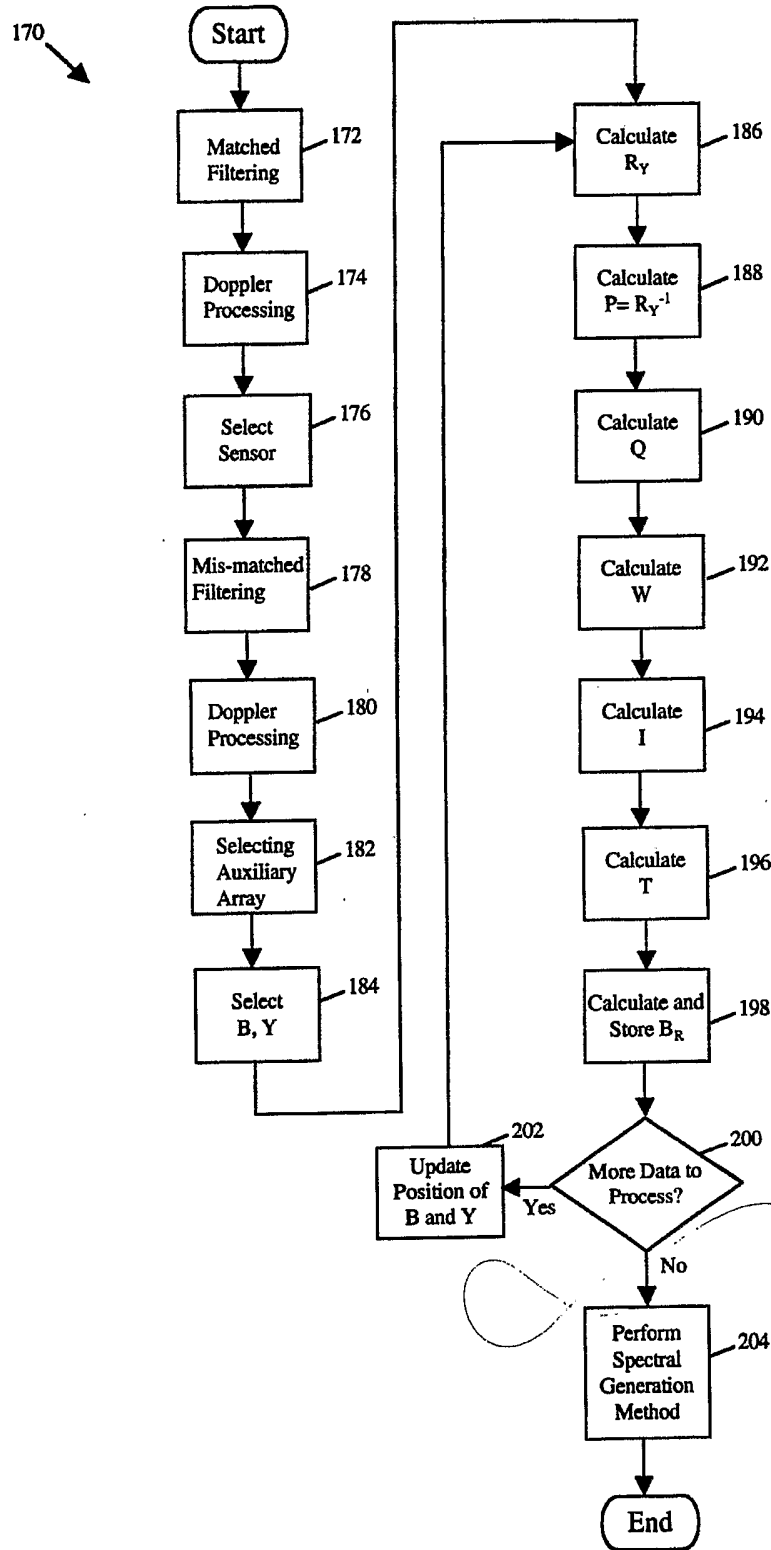 170
Start
Matched
Filtering
172
Doppler
Processing
174
Select
Sensor
176
Mis-matched
Filtering
178
Doppler
Processing
180
Selecting
Auxiliary
Array
182
Select
B, Y
184
Calculate
R_Y
186
Calculate
P= R_Y^-1
188
Calculate
Q
190
Calculate
W
192
Calculate
I
194
Calculate
T
196
Calculate and
Store B_R
198
More Data to
Process?
200
Yes
Update
Position of
B and Y
202
No
Perform
Spectral
Generation
Method
204
End